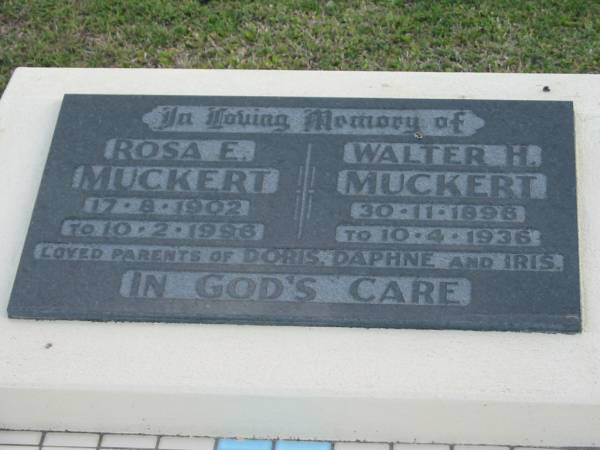 In Loving Memory of
ROSA E. WALTER H.
MUCKERT MUCKERT
17·8·1902 30·11·1896
TO 10·2·1996 TO 10·4·1936
LOVED PARENTS OF DORIS, DAPHNE AND IRIS.
IN GOD'S CARE